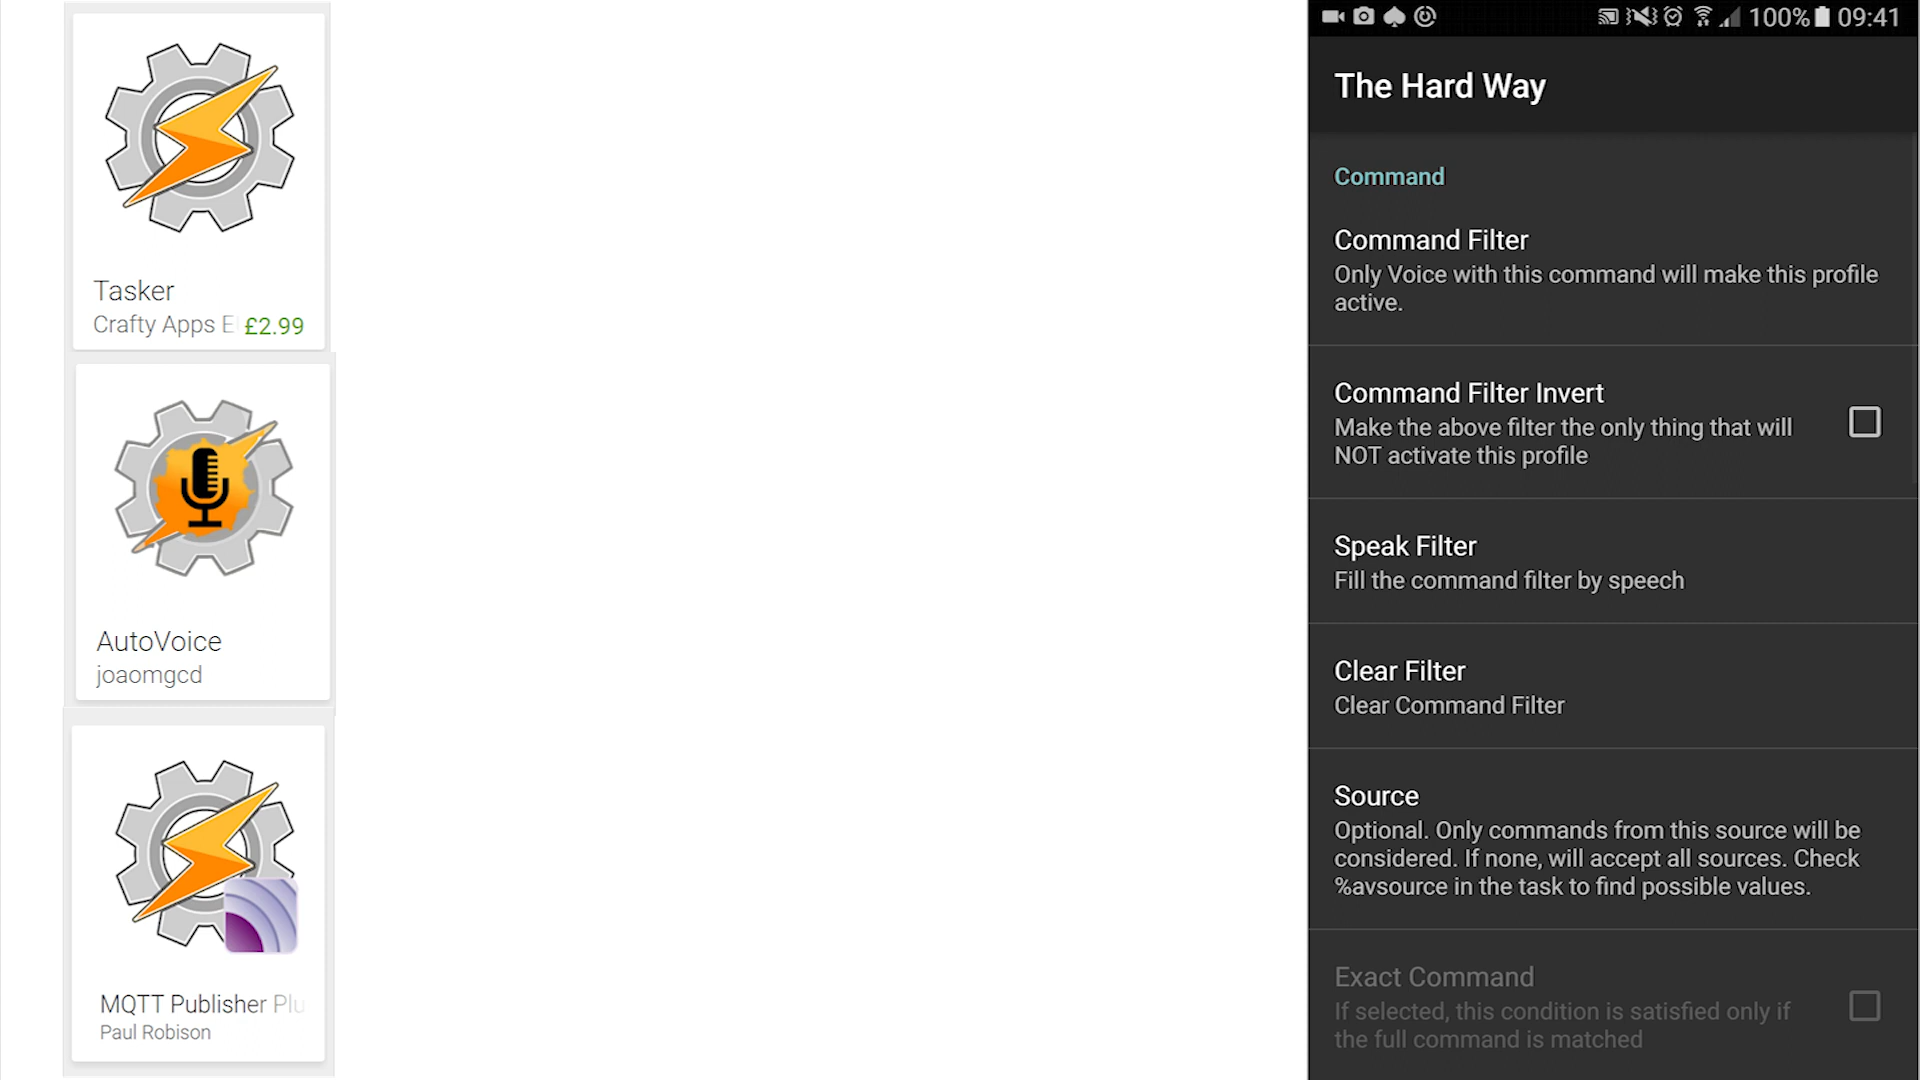 Tasker
Crafty Apps E
£2.99
AutoVoice
joaomgcd
MQTT Publisher Plu
Paul Robison
100% 09:41
The Hard Way
Command
Command Filter
Only Voice with this command will make this profile
active.
Command Filter Invert
Make the above filter the only thing that will
NOT activate this profile
Speak Filter
Fill the command filter by speech
Clear Filter
Clear Command Filter
Source
Optional. Only commands from this source will be
considered. If none, will accept all sources. Check
%avsource in the task to find possible values.
Exact Command
If selected, this condition is satisfied only if
the full command is matched